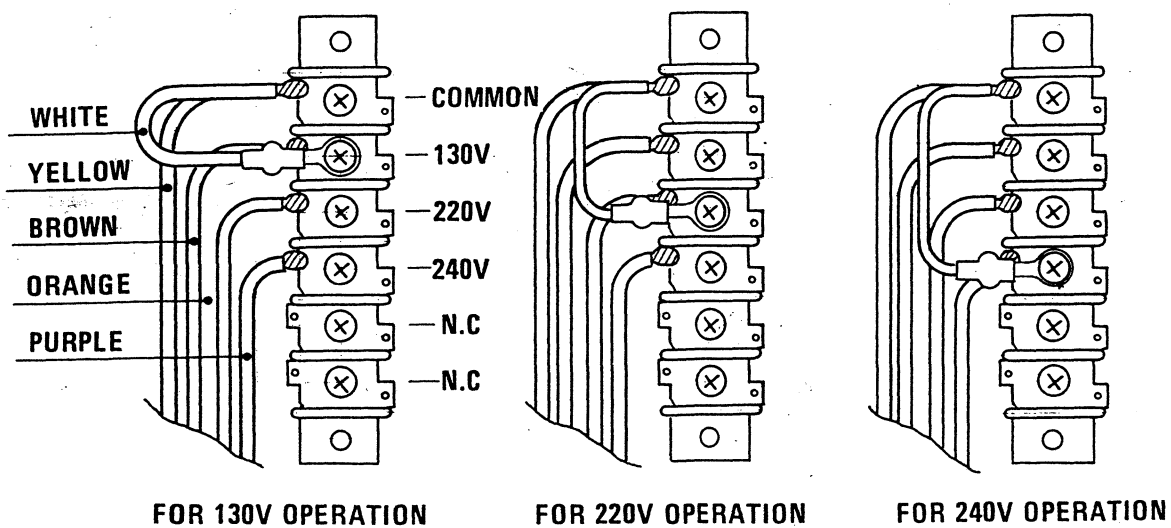 WHITE
YELLOW
BROWN
ORANGE
PURPLE
COMMON
130V
220V
240V
N.C
N.C
FOR 130V OPERATION
FOR 220V OPERATION
FOR 240V OPERATION